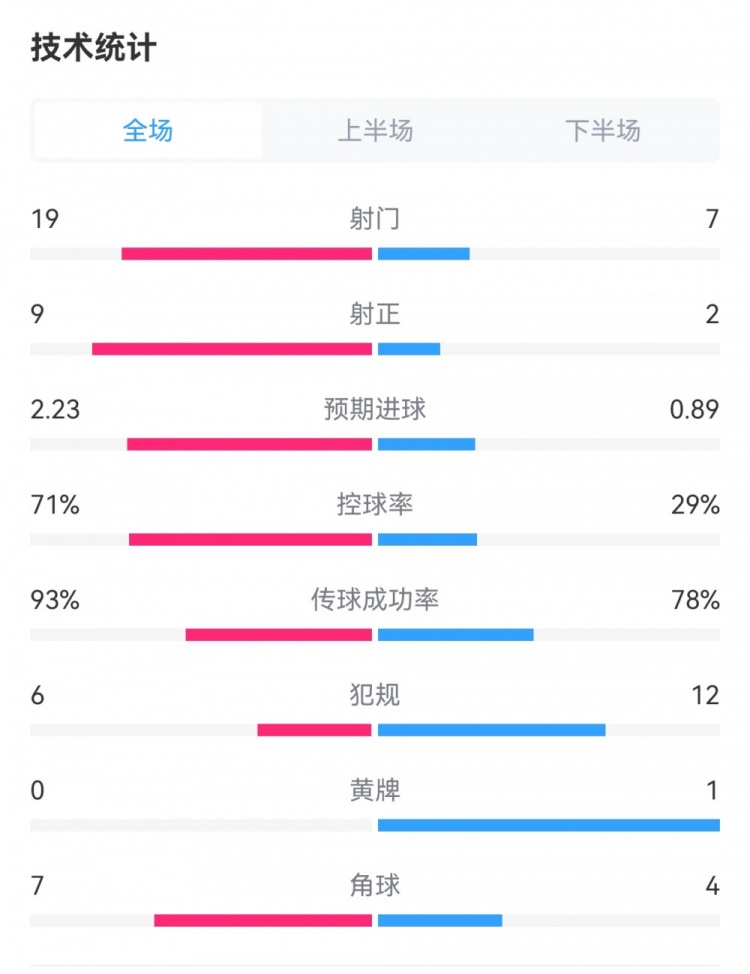 技术统计
全场 上半场 下半场
19 射门 7
9 射正 2
2.23 预期进球 0.89
71% 控球率 29%
93% 传球成功率 78%
6 犯规 12
0 黄牌 1
7 角球 4